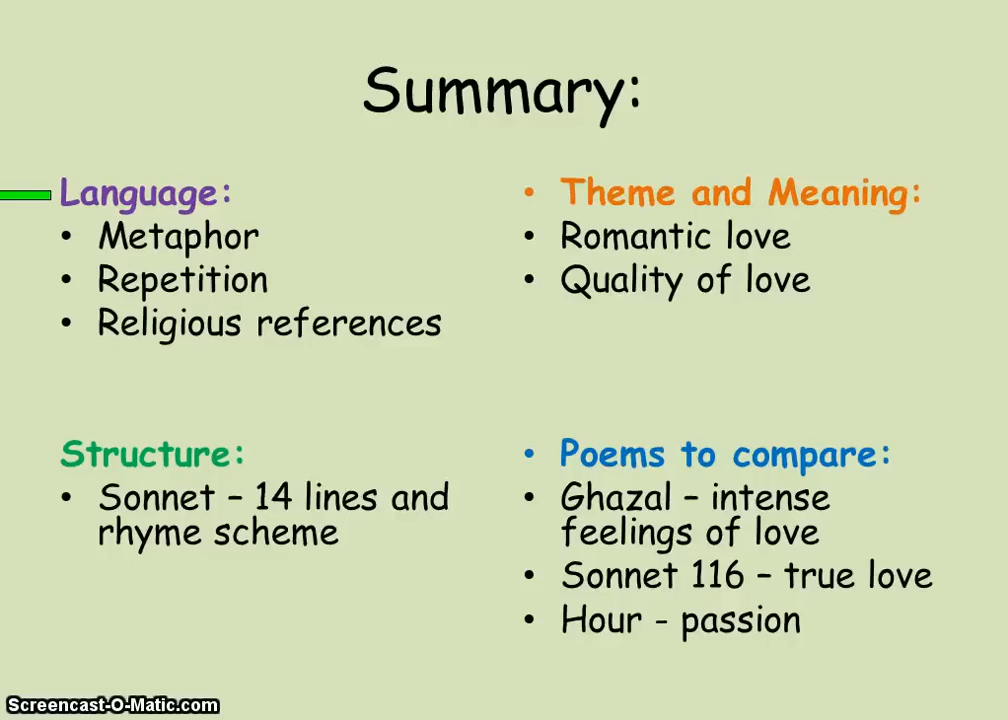 Summary:
Language:
• Metaphor
• Repetition
• Religious references
Structure:
• Sonnet – 14 lines and
rhyme scheme
• Theme and Meaning:
• Romantic love
• Quality of love
• Poems to compare:
• Ghazal – intense
feelings of love
• Sonnet 116 – true love
• Hour - passion
Screencast-O-Matic.com